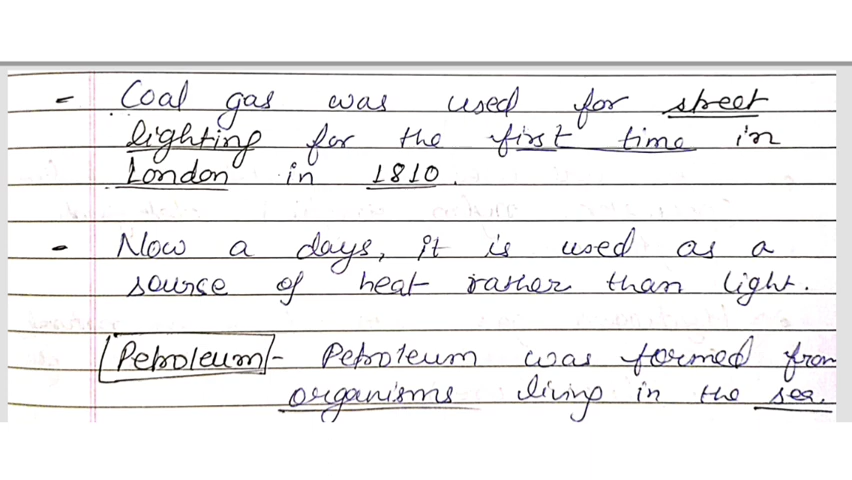 - Coal gas was used for street
lighting for the first time in
London in 1810.
- Now a days, it is used as a
source of heat rather than light.
Petroleum - Petroleum was formed from
organisms living in the sea.